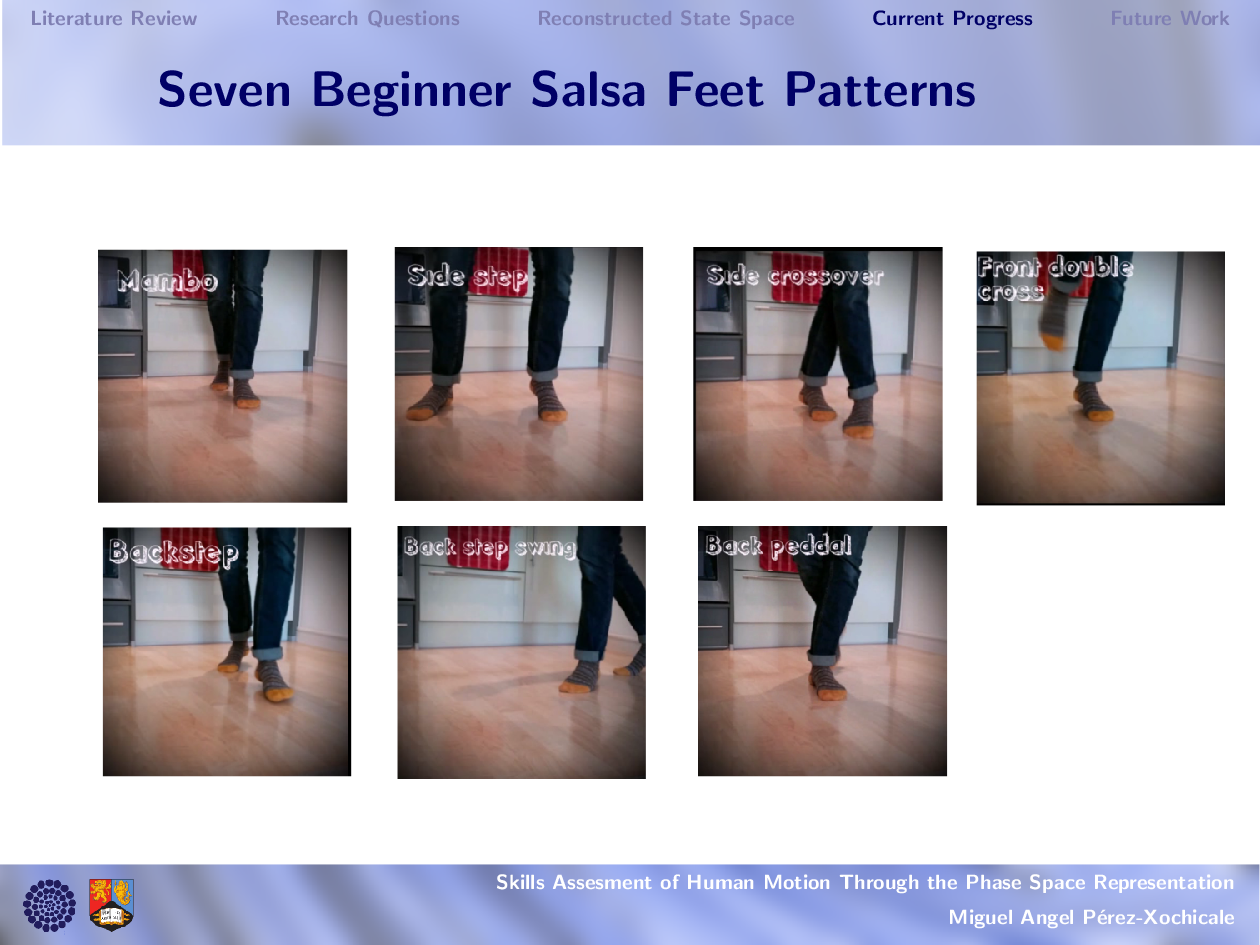 Literature Review Research Questions Reconstructed State Space Current Progress Future Work
Seven Beginner Salsa Feet Patterns
Mambo
Side step
Side crossover
Front double
cross
Backstep
Back step swing
Back peddal
Skills Assesment of Human Motion Through the Phase Space Representation
Miguel Angel Pérez-Xochicale